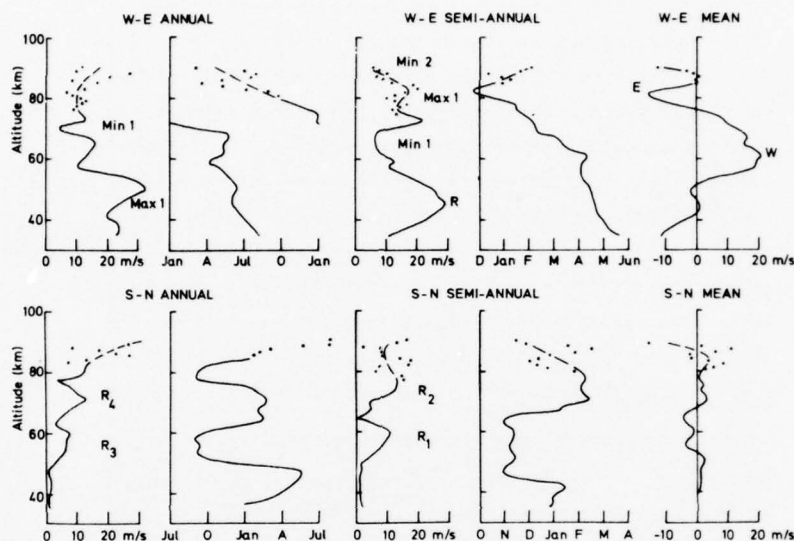 W-E ANNUAL
W-E SEMI-ANNUAL
W-E MEAN
Altitude (km)
100
80
60
40
Min 1
Max 1
0 10 20 m/s
Jan A Jul O Jan
Min 2
Max 1
Min 1
R
0 10 20 m/s
D Jan F M A M Jun
E
W
-10 0 10 20 m/s
S-N ANNUAL
S-N SEMI-ANNUAL
S-N MEAN
Altitude (km)
100
80
60
40
R4
R3
0 10 20 m/s
Jul O Jan A Jul
R2
R1
0 10 20 m/s
O N D Jan F M A
-10 0 10 20 m/s